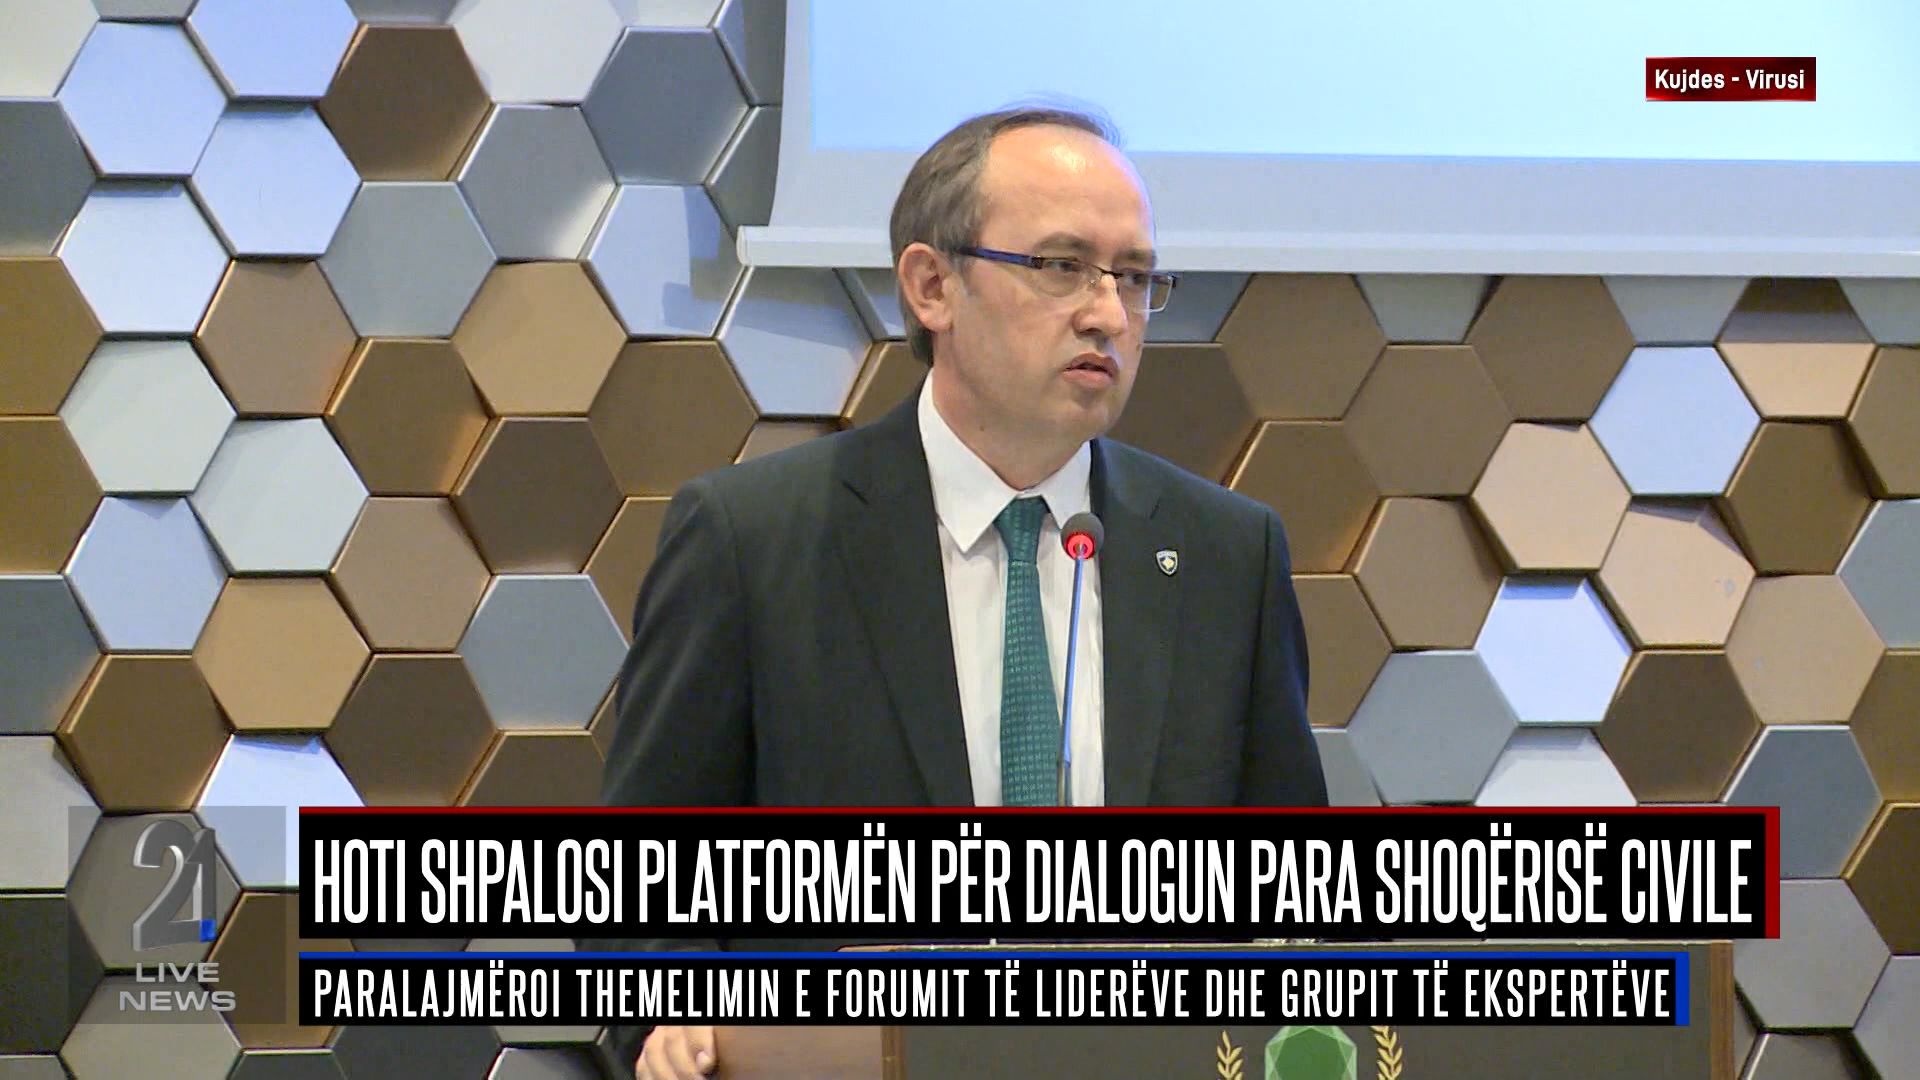 Kujdes - Virusi
HOTI SHPALOSI PLATFORMËN PËR DIALOGUN PARA SHOQËRISË CIVILE
PARALAJMËROI THEMELIMIN E FORUMIT TË LIDERËVE DHE GRUPIT TË EKSPERTËVE
21
LIVE
NEWS